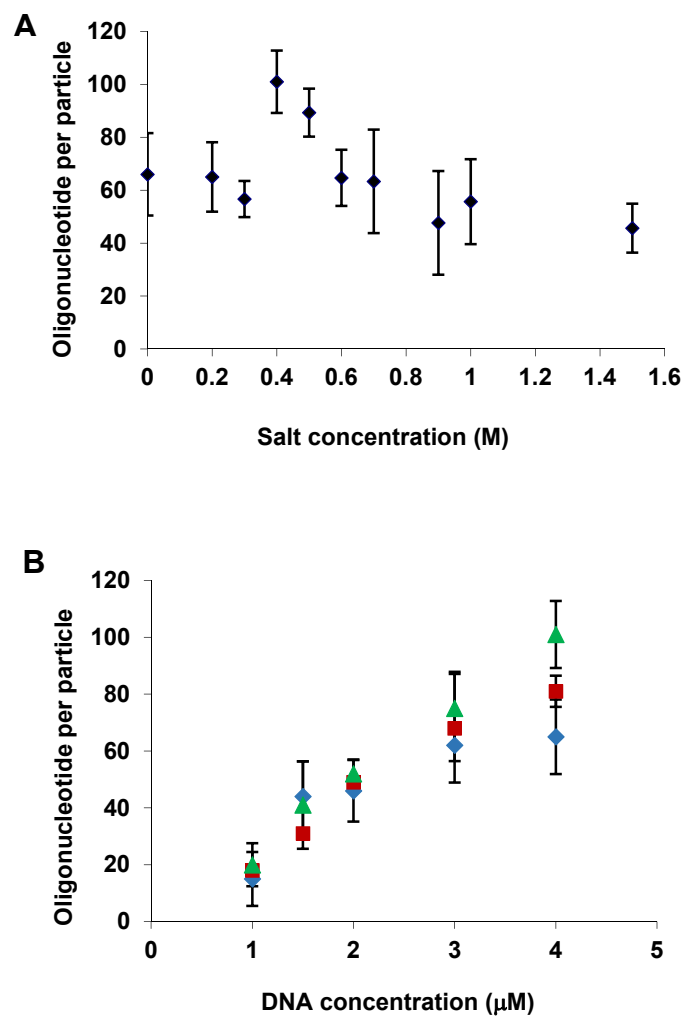 A
Oligonucleotide per particle
120
100
80
60
40
20
0
0 0.2 0.4 0.6 0.8 1 1.2 1.4 1.6
Salt concentration (M)
B
Oligonucleotide per particle
120
100
80
60
40
20
0
0 1 2 3 4 5
DNA concentration (μM)